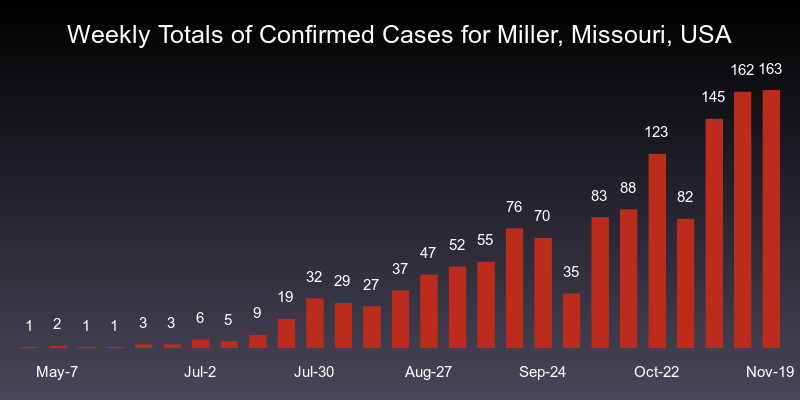 Weekly Totals of Confirmed Cases for Miller, Missouri, USA
1 2 1 1 3 3 6 5 9 19 32 29 27 37 47 52 55 76 70 35 83 88 123 82 145 162 163
May-7 Jul-2 Jul-30 Aug-27 Sep-24 Oct-22 Nov-19